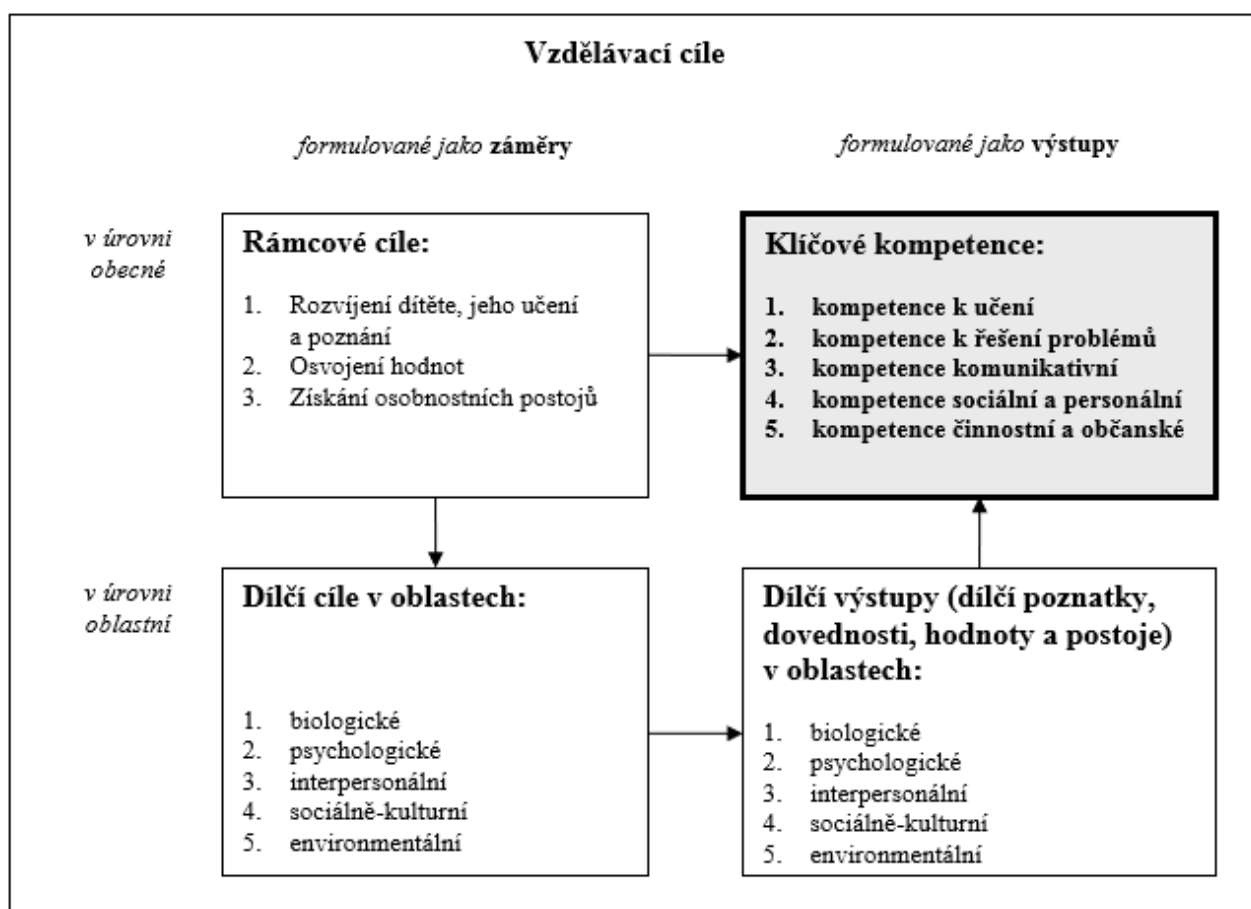 Vzdělávací cíle
formulované jako záměry
formulované jako výstupy
v úrovni
obecné
Rámcové cíle:
1. Rozvíjení dítěte, jeho učení
a poznání
2. Osvojení hodnot
3. Získání osobnostních postojů
Klíčové kompetence:
1. kompetence k učení
2. kompetence k řešení problémů
3. kompetence komunikativní
4. kompetence sociální a personální
5. kompetence činnostní a občanské
v úrovni
oblastní
Dílčí cíle v oblastech:
1. biologické
2. psychologické
3. interpersonální
4. sociálně-kulturní
5. environmentální
Dílčí výstupy (dílčí poznatky,
dovednosti, hodnoty a postoje)
v oblastech:
1. biologické
2. psychologické
3. interpersonální
4. sociálně-kulturní
5. environmentální